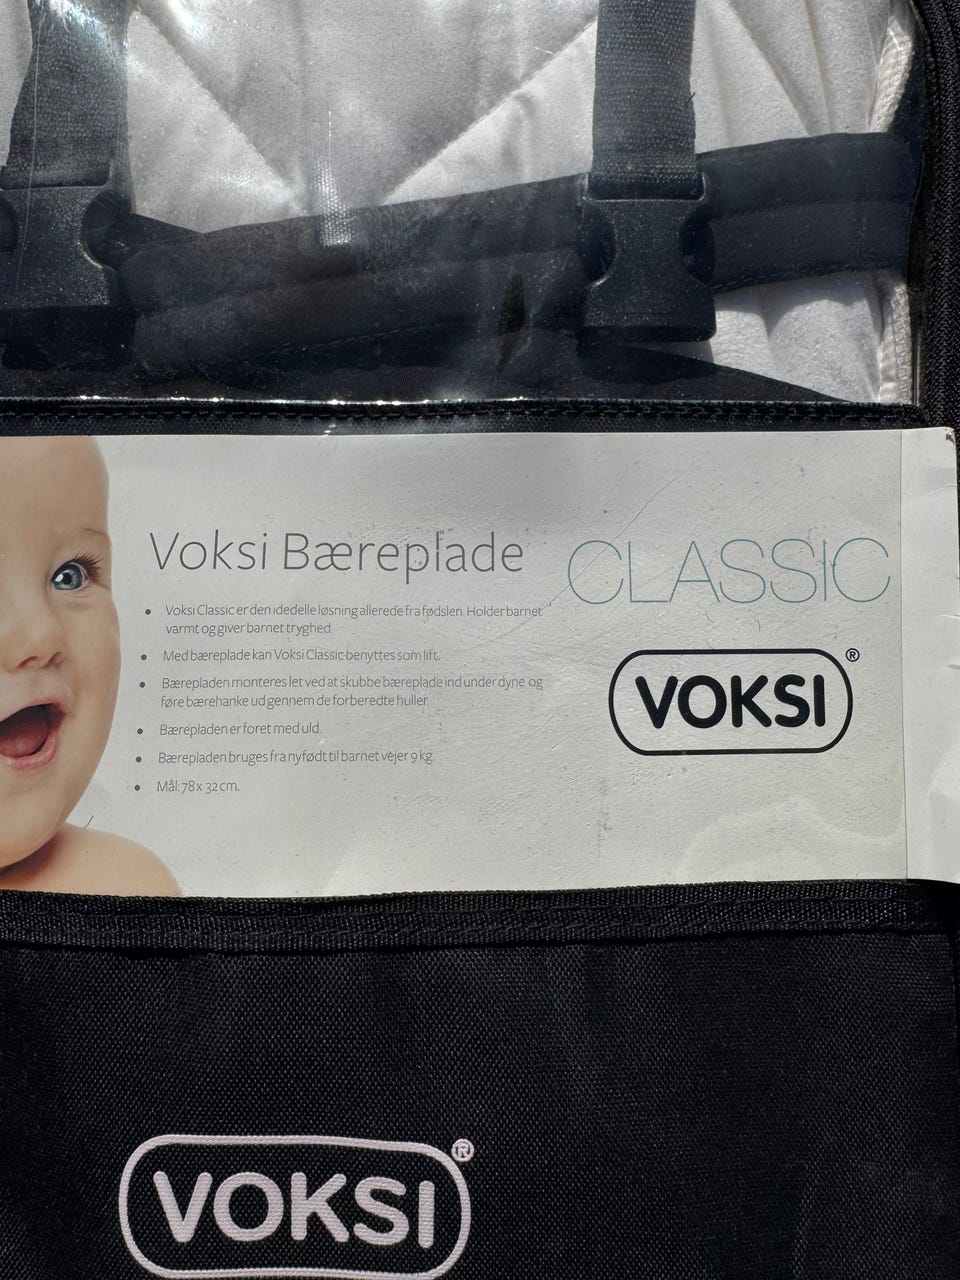 Voksi Bæreplade
CLASSIC
• Voksi Classic er den idedelle løsning allerede fra fødslen. Holder barnet
varmt og giver barnet tryghed.
• Med bæreplade kan Voksi Classic benyttes som lift.
• Bærepladen monteres let ved at skubbe bæreplade ind under dyne og
føre bærehanke ud gennem de forberedte huller.
• Bærepladen er foret med uld.
• Bærepladen bruges fra nyfødt til barnet vejer 9 kg.
• Mål: 78 x 32 cm.
VOKSI®
VOKSI®